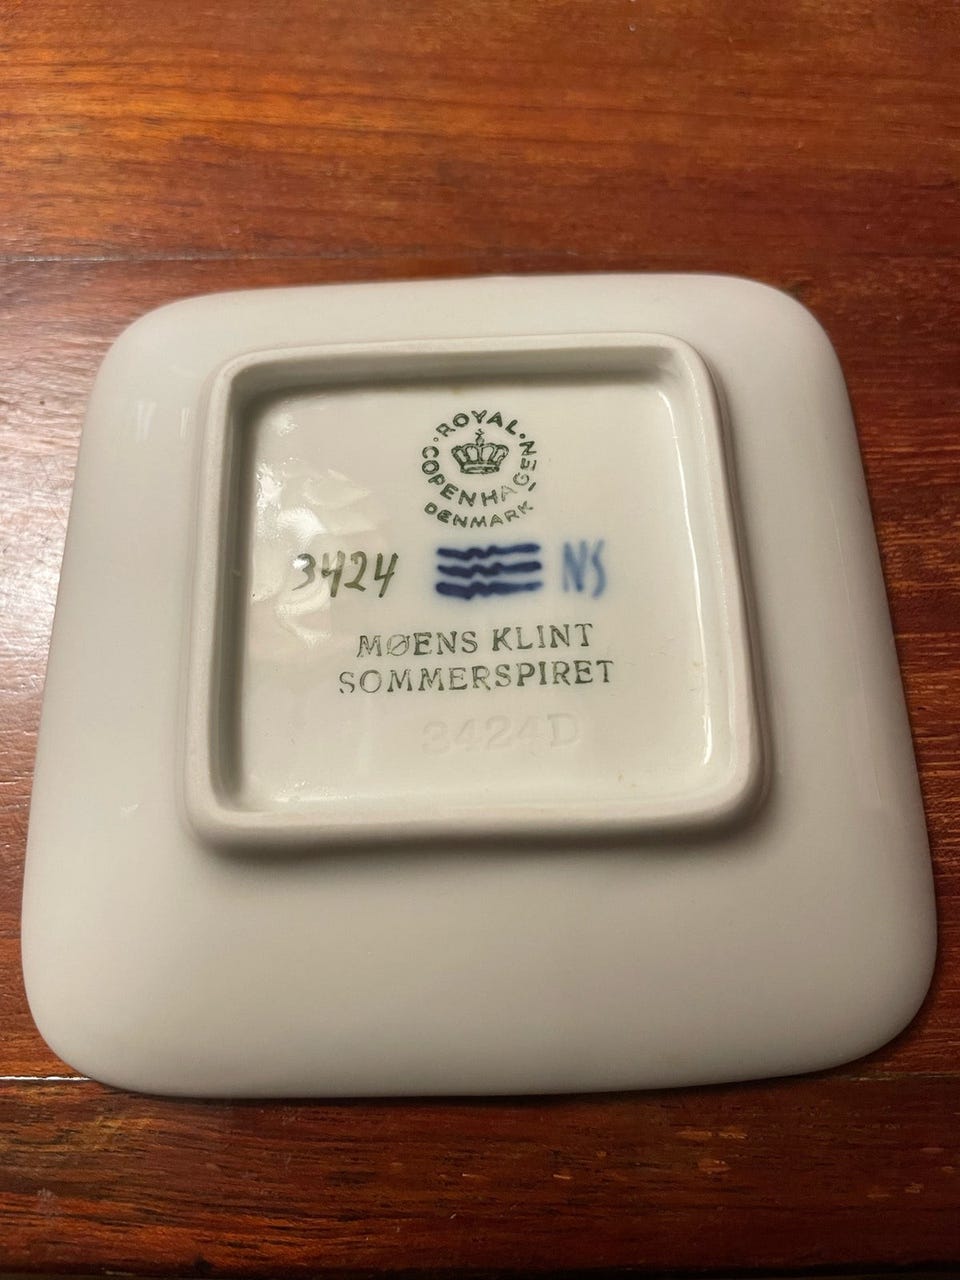 ROYAL
COPENHAGEN
DENMARK
3424 NS
MØENS KLINT
SOMMERSPIRET
3424D